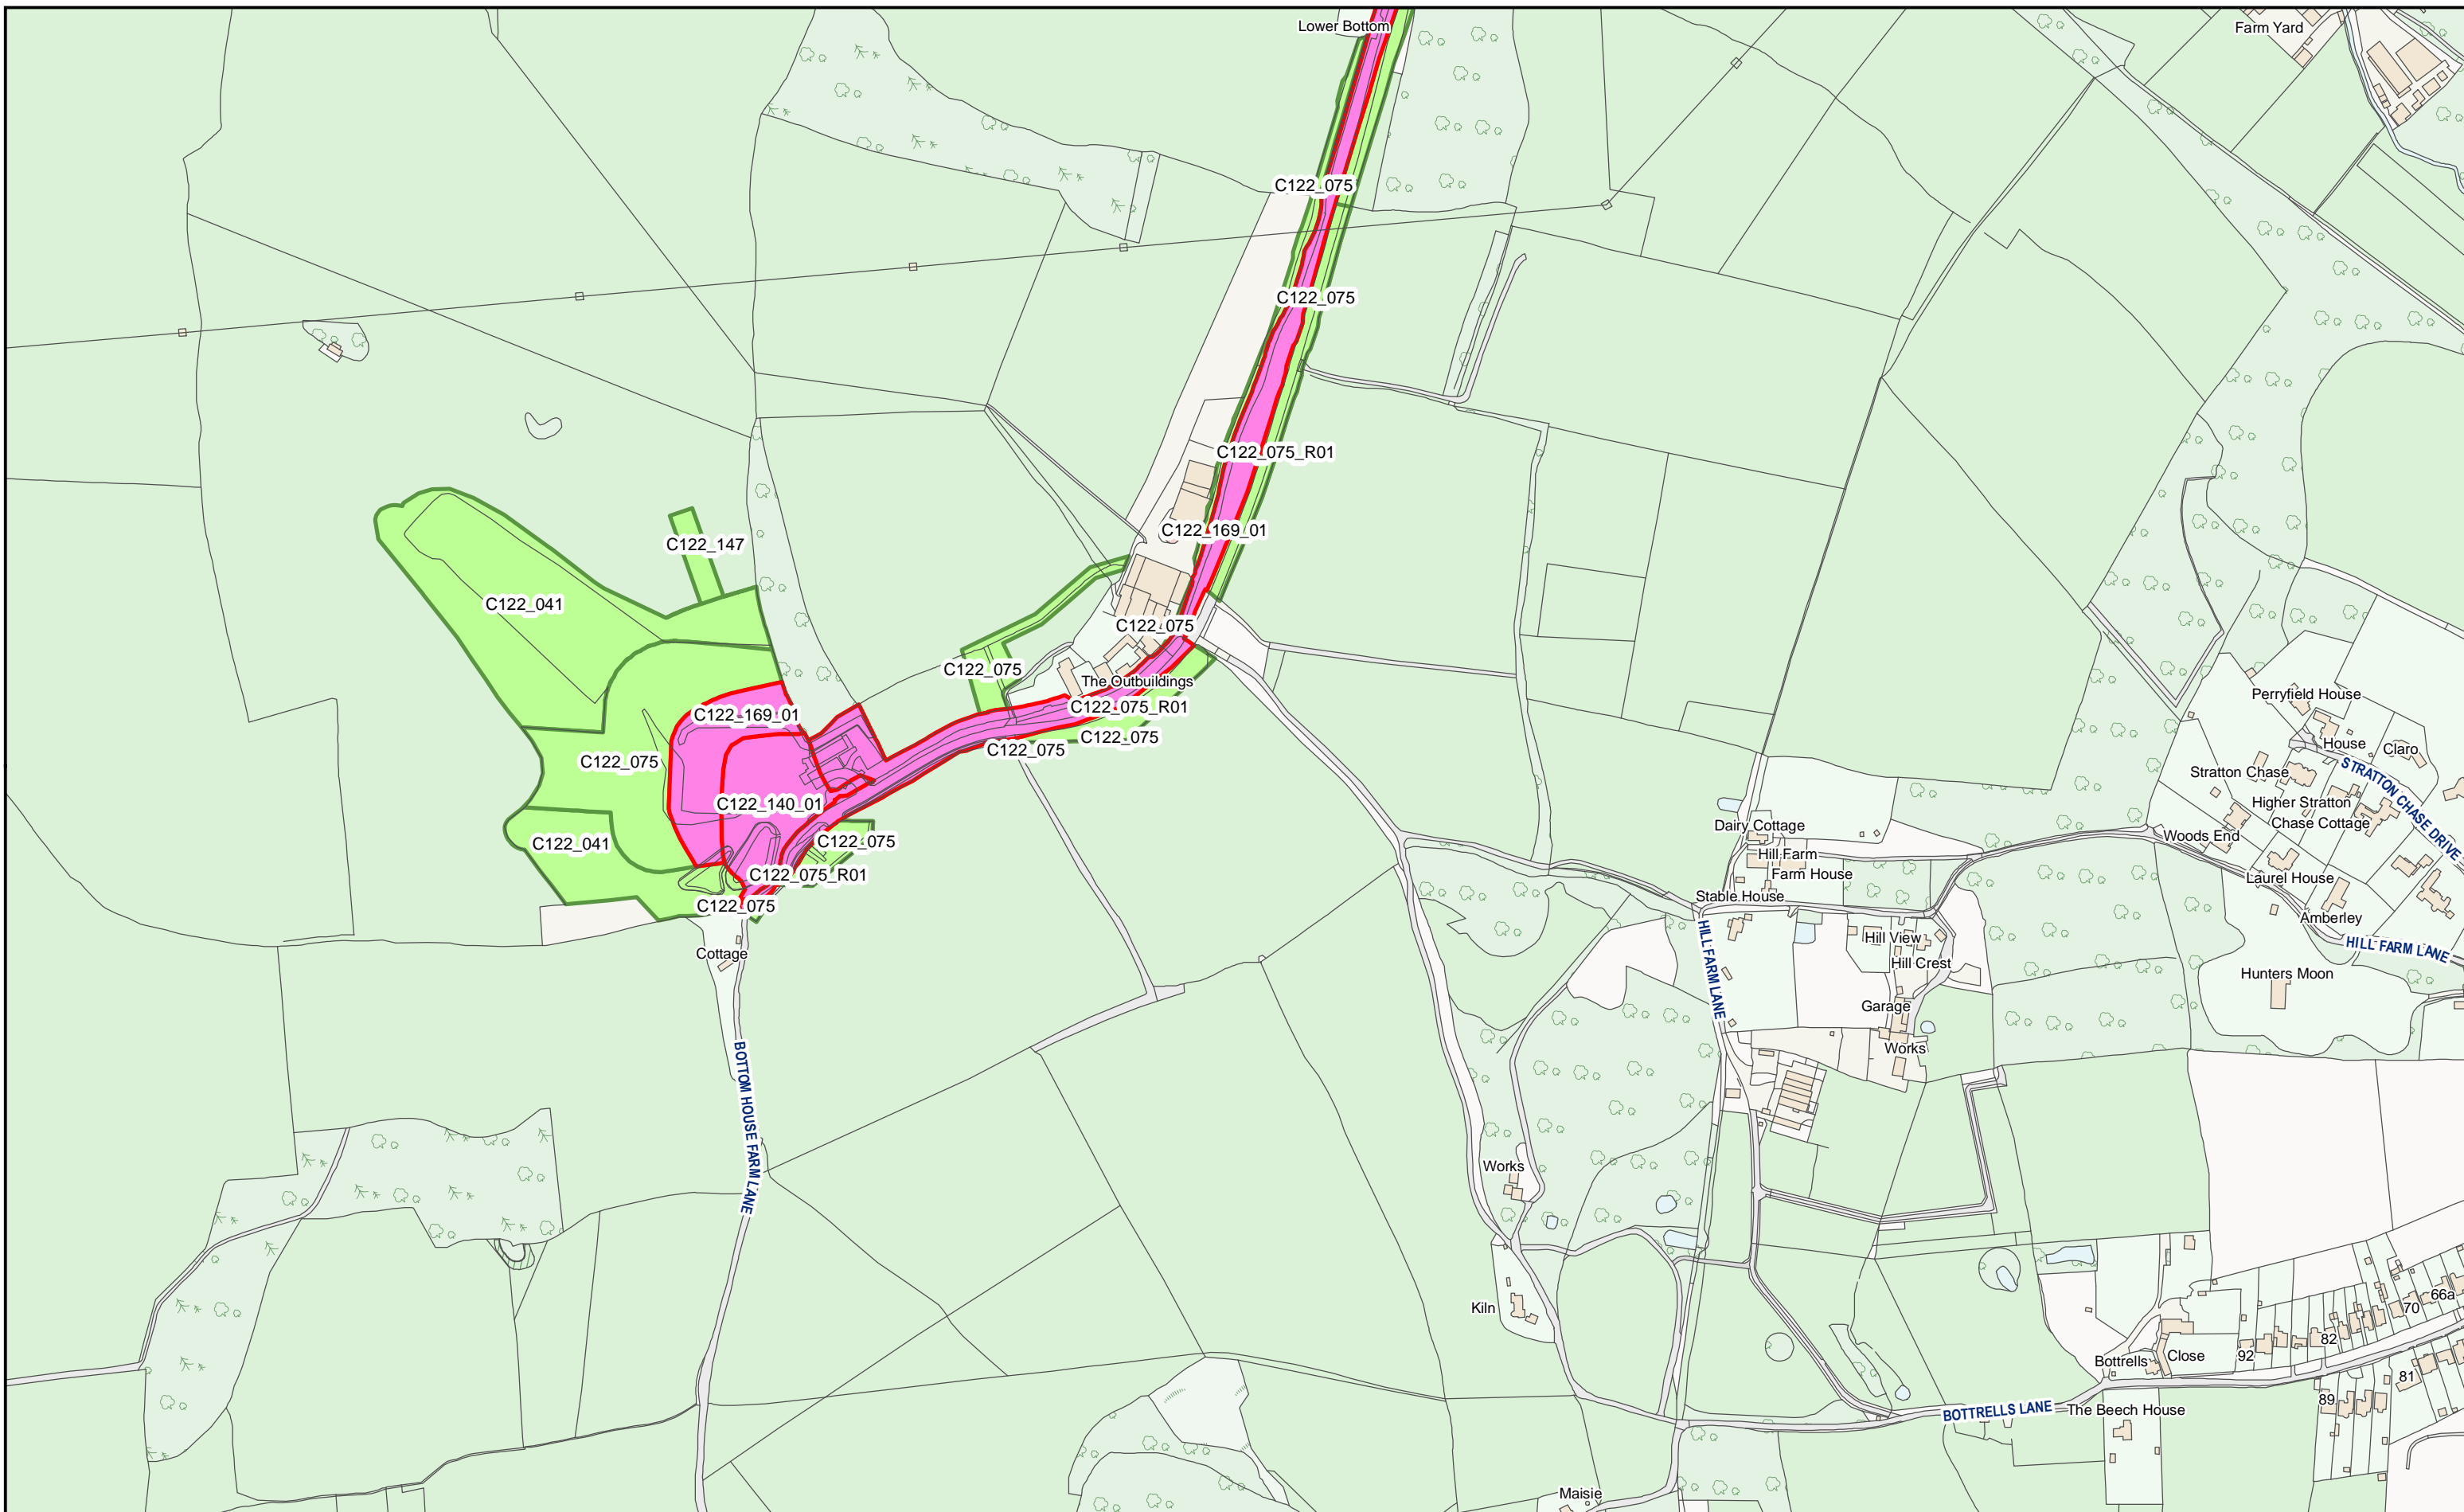 Lower Bottom
Farm Yard
C122_075
C122_075
C122_075_R01
C122_169_01
C122_147
C122_041
C122_075
C122_075
The Outbuildings
C122_075_R01
C122_169_01
C122_075
C122_075
C122_075
C122_140_01
C122_041
C122_075
C122_075_R01
C122_075
Cottage
BOTTOM HOUSE FARM LANE
Perryfield House
House
Claro
Stratton Chase
STRATTON CHASE DRIVE
Higher Stratton
Chase Cottage
Woods End
Dairy Cottage
Hill Farm
Farm House
Stable House
Laurel House
Amberley
HILL FARM LANE
Hunters Moon
HILL FARM LANE
Hill View
Hill Crest
Garage
Works
Works
Kiln
66a
70
82
92
Bottrells
Close
81
89
BOTTRELLS LANE
The Beech House
Maisie